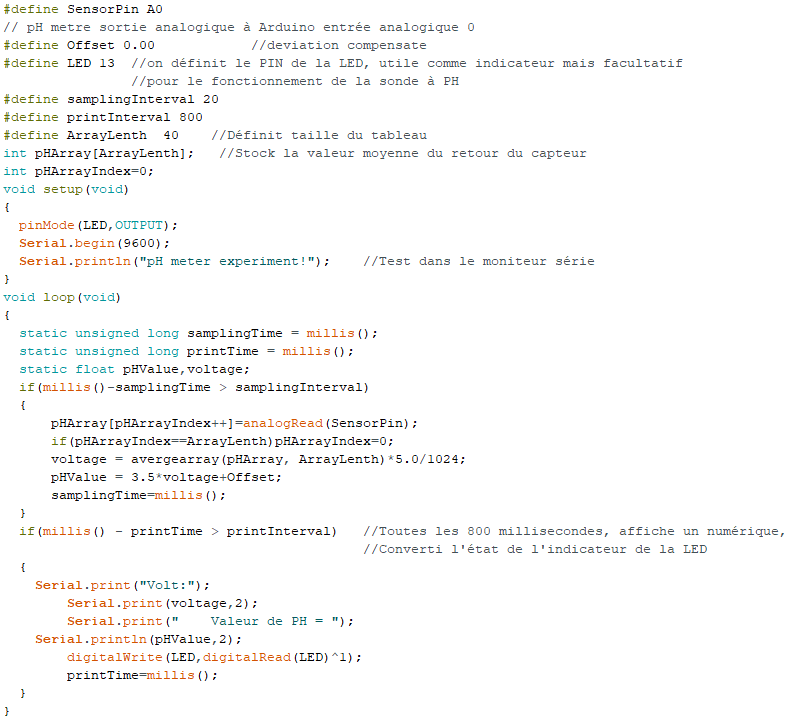 #define SensorPin A0
// pH metre sortie analogique à Arduino entrée analogique 0
#define Offset 0.00            //deviation compensate
#define LED 13  //on définit le PIN de la LED, utile comme indicateur mais facultatif
                //pour le fonctionnement de la sonde à PH
#define samplingInterval 20
#define printInterval 800
#define ArrayLenth  40    //Définit taille du tableau
int pHArray[ArrayLenth];   //Stock la valeur moyenne du retour du capteur
int pHArrayIndex=0;
void setup(void)
{
  pinMode(LED,OUTPUT);
  Serial.begin(9600);
  Serial.println("pH meter experiment!");    //Test dans le moniteur série
}
void loop(void)
{
  static unsigned long samplingTime = millis();
  static unsigned long printTime = millis();
  static float pHValue,voltage;
  if(millis()-samplingTime > samplingInterval)
  {
      pHArray[pHArrayIndex++]=analogRead(SensorPin);
      if(pHArrayIndex==ArrayLenth)pHArrayIndex=0;
      voltage = avergearray(pHArray, ArrayLenth)*5.0/1024;
      pHValue = 3.5*voltage+Offset;
      samplingTime=millis();
  }
  if(millis() - printTime > printInterval)   //Toutes les 800 millisecondes, affiche un numérique,
                                             //Converti l'état de l'indicateur de la LED
  {
    Serial.print("Volt:");
        Serial.print(voltage,2);
        Serial.print("    Valeur de PH = ");
    Serial.println(pHValue,2);
        digitalWrite(LED,digitalRead(LED)^1);
        printTime=millis();
  }
}